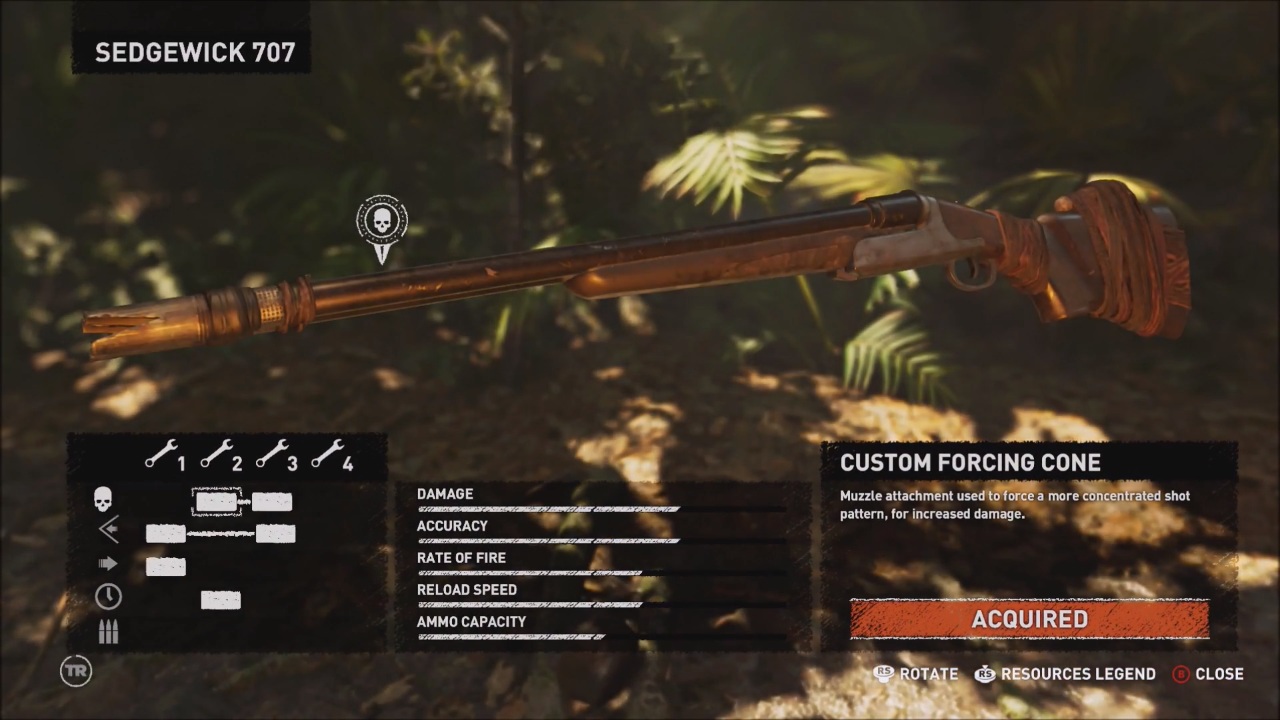 SEDGEWICK 707
1 2 3 4
DAMAGE
ACCURACY
RATE OF FIRE
RELOAD SPEED
AMMO CAPACITY
CUSTOM FORCING CONE
Muzzle attachment used to force a more concentrated shot
pattern, for increased damage.
ACQUIRED
TR
RS ROTATE RS RESOURCES LEGEND B CLOSE